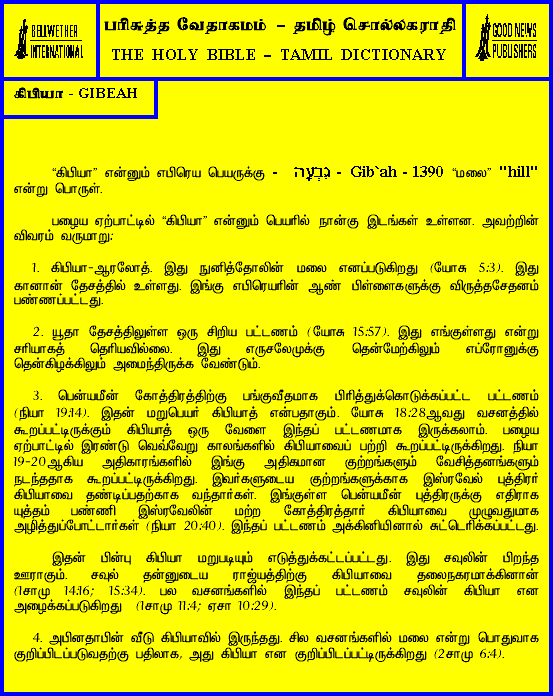 BELLWETHER
INTERNATIONAL
பரிசுத்த வேதாகமம் – தமிழ் சொல்லகராதி
THE HOLY BIBLE – TAMIL DICTIONARY
GOOD NEWS
PUBLISHERS
கிபியா - GIBEAH
“கிபியா” என்னும் எபிரெய பெயருக்கு - גִּבְעָה - Gib`ah - 1390 “மலை” "hill"
என்று பொருள்.
பழைய ஏற்பாட்டில் “கிபியா” என்னும் பெயரில் நான்கு இடங்கள் உள்ளன. அவற்றின்
விவரம் வருமாறு:
1. கிபியா-ஆரலோத். இது நுனித்தோலின் மலை எனப்படுகிறது (யோசு 5:3). இது
கானான் தேசத்தில் உள்ளது. இங்கு எபிரெயரின் ஆண் பிள்ளைகளுக்கு விருத்தசேதனம்
பண்ணப்பட்டது.
2. யூதா தேசத்திலுள்ள ஒரு சிறிய பட்டணம் (யோசு 15:57). இது எங்குள்ளது என்று
சரியாகத் தெரியவில்லை. இது எருசலேமுக்கு தென்மேற்கிலும் எப்ரோனுக்கு
தென்கிழக்கிலும் அமைந்திருக்க வேண்டும்.
3. பென்யமீன் கோத்திரத்திற்கு பங்குவீதமாக பிரித்துக்கொடுக்கப்பட்ட பட்டணம்
(நியா 19:14). இதன் மறுபெயர் கிபியாத் என்பதாகும். யோசு 18:28ஆவது வசனத்தில்
கூறப்பட்டிருக்கும் கிபியாத் ஒரு வேளை இந்தப் பட்டணமாக இருக்கலாம். பழைய
ஏற்பாட்டில் இரண்டு வெவ்வேறு காலங்களில் கிபியாவைப் பற்றி கூறப்பட்டிருக்கிறது. நியா
19-20ஆகிய அதிகாரங்களில் இங்கு அதிகமான குற்றங்களும் வேசித்தனங்களும்
நடந்ததாக கூறப்பட்டிருக்கிறது. இவர்களுடைய குற்றங்களுக்காக இஸ்ரவேல் புத்திரர்
கிபியாவை தண்டிப்பதற்காக வந்தார்கள். இங்குள்ள பென்யமீன் புத்திரருக்கு எதிராக
யுத்தம் பண்ணி இஸ்ரவேலின் மற்ற கோத்திரத்தார் கிபியாவை முழுவதுமாக
அழித்துப்போட்டார்கள் (நியா 20:40). இந்தப் பட்டணம் அக்கினியினால் சுட்டெரிக்கப்பட்டது.
இதன் பின்பு கிபியா மறுபடியும் எடுத்துக்கட்டப்பட்டது. இது சவுலின் பிறந்த
ஊராகும். சவுல் தன்னுடைய ராஜ்யத்திற்கு கிபியாவை தலைநகரமாக்கினான்
(1சாமு 14:16; 15:34). பல வசனங்களில் இந்தப் பட்டணம் சவுலின் கிபியா என
அழைக்கப்படுகிறது (1சாமு 11:4; ஏசா 10:29).
4. அபினதாபின் வீடு கிபியாவில் இருந்தது. சில வசனங்களில் மலை என்று பொதுவாக
குறிப்பிடப்படுவதற்கு பதிலாக, அது கிபியா என குறிப்பிடப்பட்டிருக்கிறது (2சாமு 6:4).